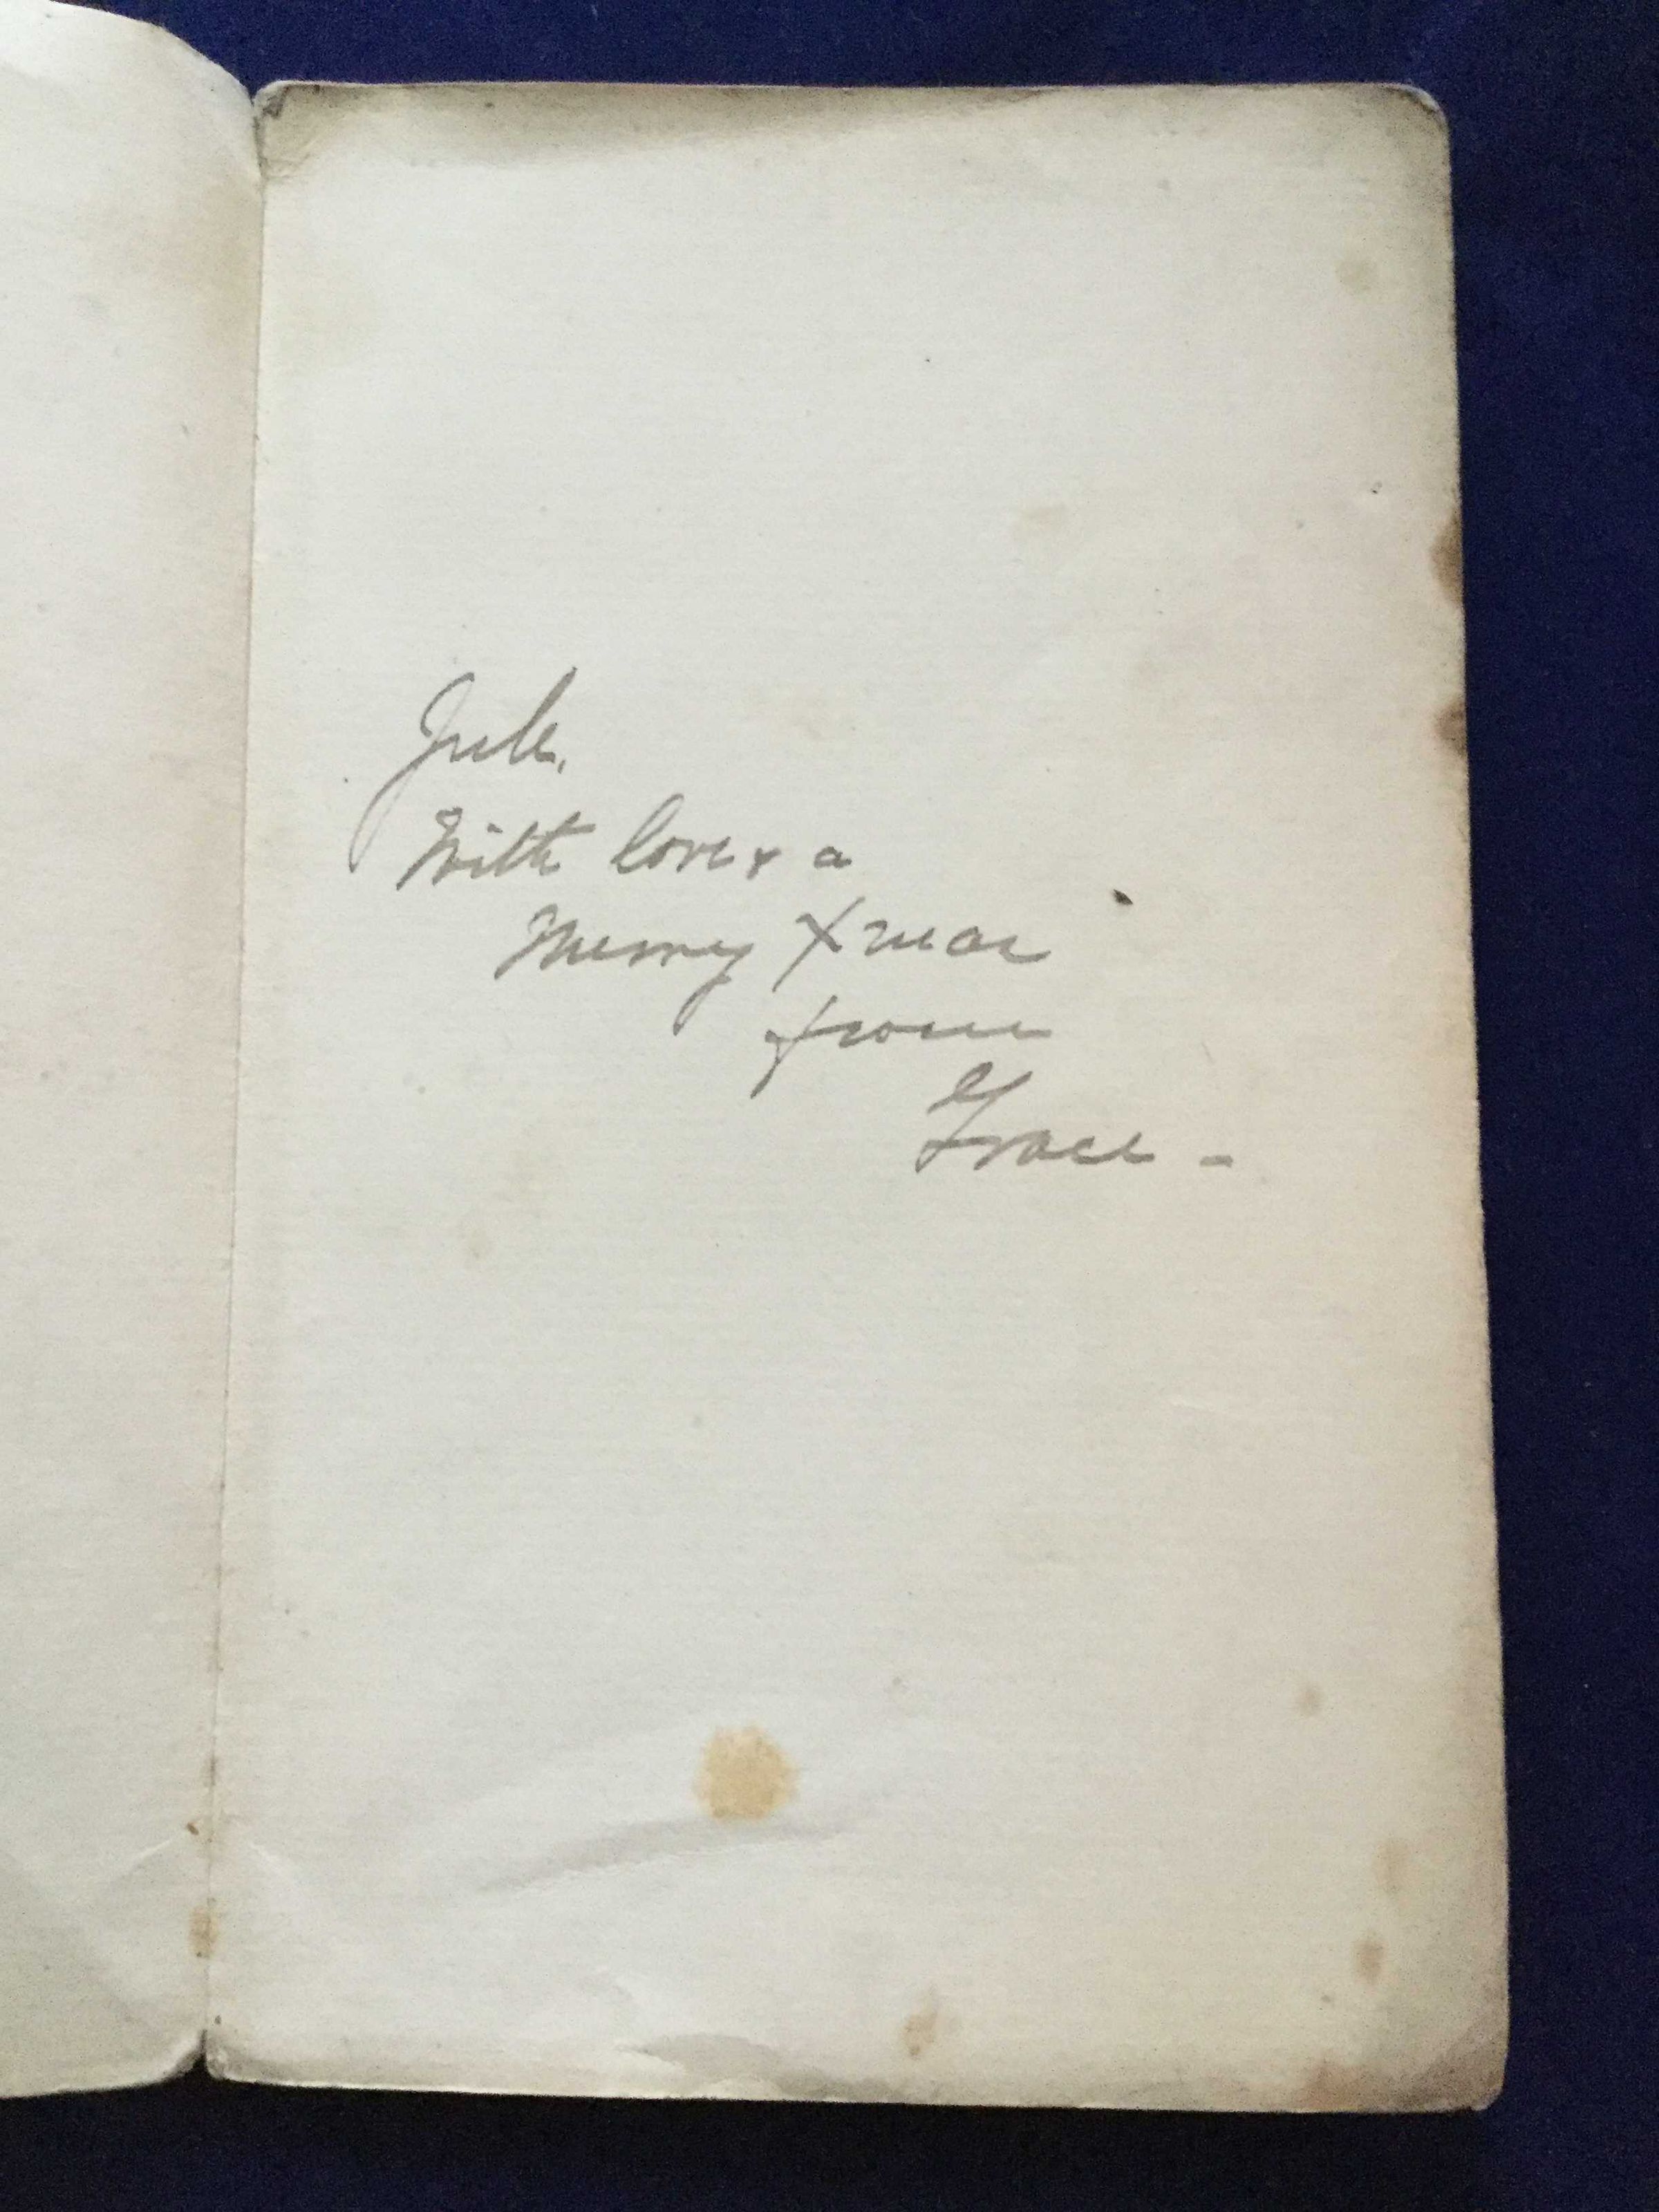 Jule,
With love & a
Merry Xmas
from
Grace -